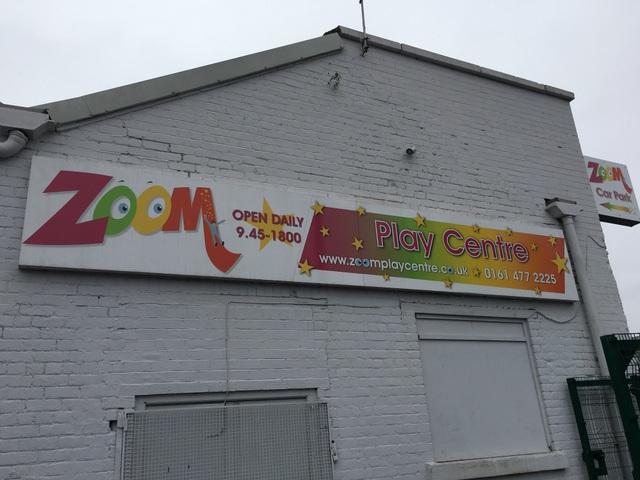 ZOOM
OPEN DAILY
9.45-1800
Play Centre
www.zoomplaycentre.co.uk 0161 477 2225
ZOOM
Car Park